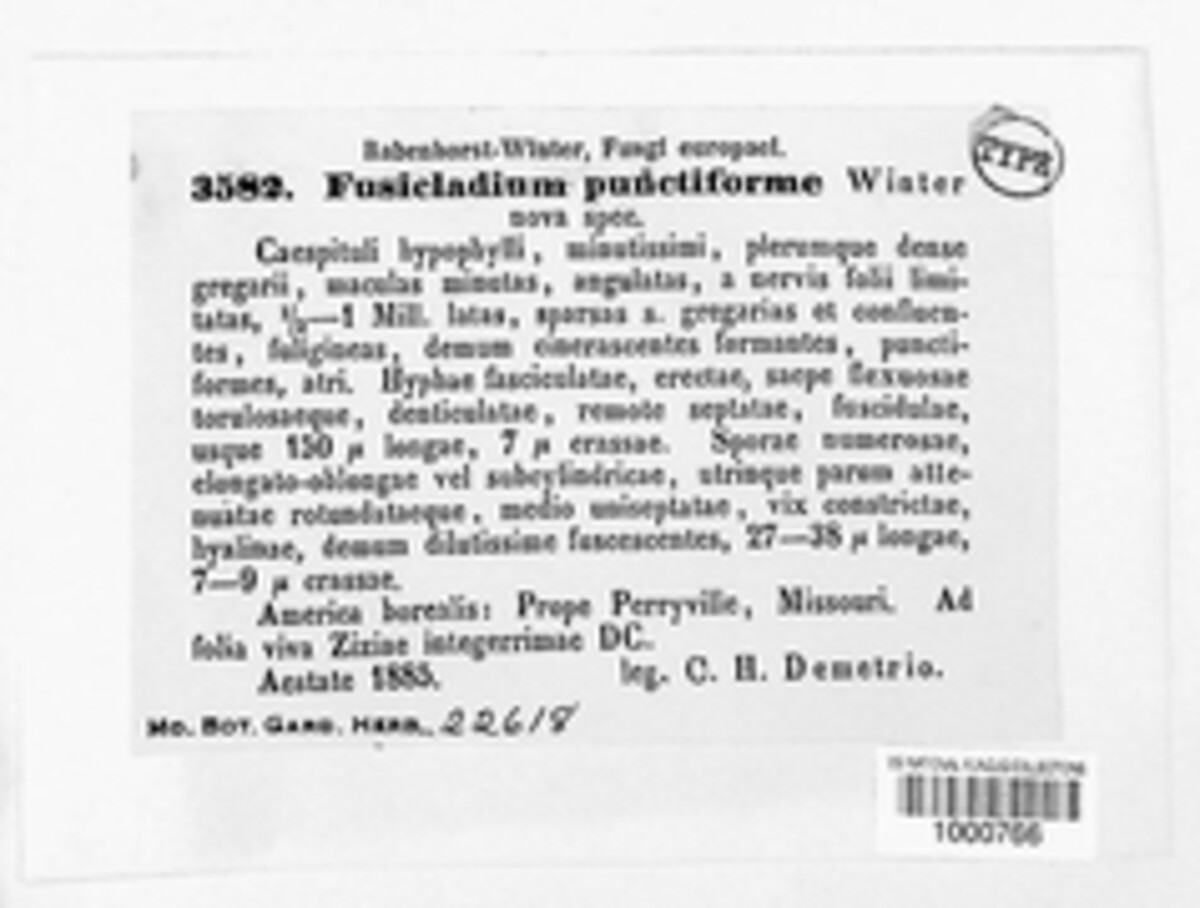 Rabenhorst-Winter, Fungi europaei.
TYPE
3582. Fusicladium punctiforme Winter
nova spec.
Caespituli hypophylli, minutissimi, plerumque dense
gregarii, maculas minutas, angulatas, a nervis folii limi-
tatas, ½—1 Mill. latas, sparsas s. gregarias et confluen-
tes, fuligineas, demum cinerascentes formantes, puncti-
formes, atri. Hyphae fasciculatae, erectae, saepe flexuosae
torulosaeque, denticulatae, remote septatae, fuscidulae,
usque 150 µ longae, 7 µ crassae. Sporae numerosae,
elongato-oblongae vel subcylindricae, utrinque parum atte-
nuatae rotundataeque, medio uniseptatae, vix constrictae,
hyalinae, demum dilutissime fuscescentes, 27—38 µ longae,
7—9 µ crassae.
America borealis: Prope Perryville, Missouri. Ad
folia viva Ziziae integerrimae DC.
Aestate 1885. leg. C. H. Demetrio.
MO. BOT. GARD. HERB. 22618
US NATIONAL FUNGUS COLLECTIONS
1000766